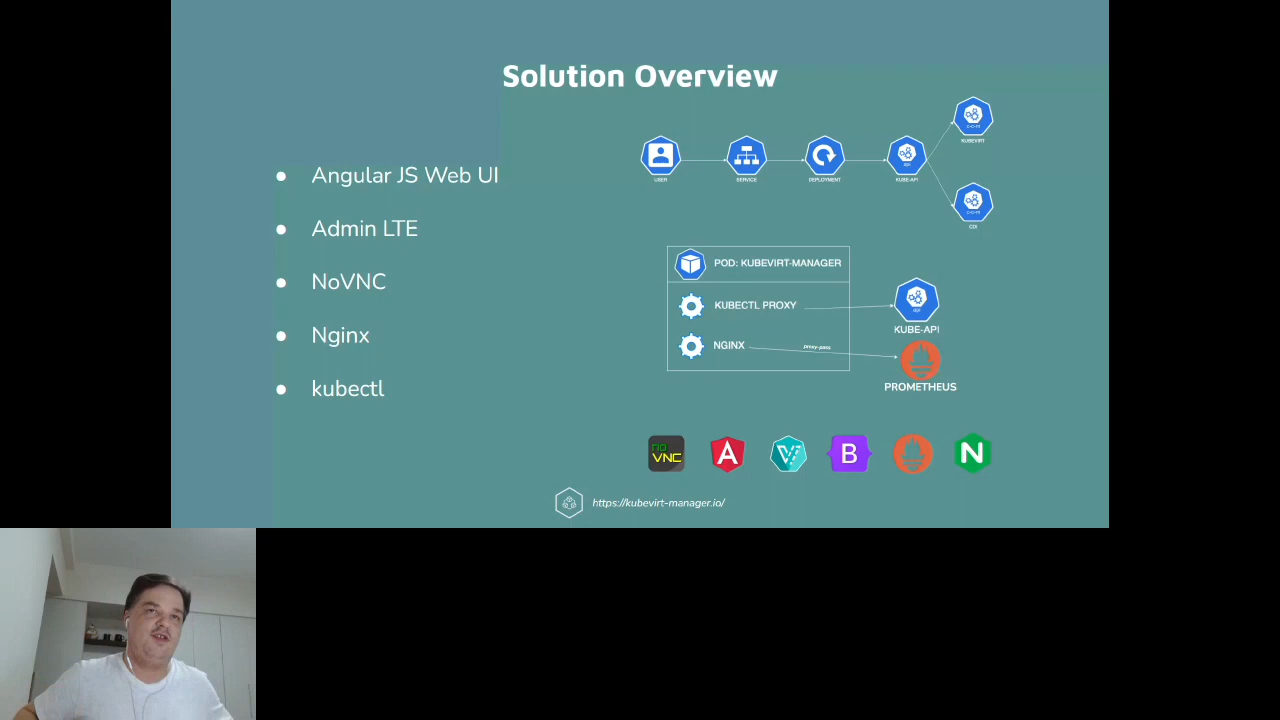 Solution Overview
Angular JS Web UI
Admin LTE
NoVNC
Nginx
kubectl
USER
SERVICE
DEPLOYMENT
KUBE-API
KUBEVIRT
CDI
POD: KUBEVIRT-MANAGER
KUBECTL PROXY
NGINX
proxy-pass
KUBE-API
PROMETHEUS
no
VNC
A
B
N
https://kubevirt-manager.io/